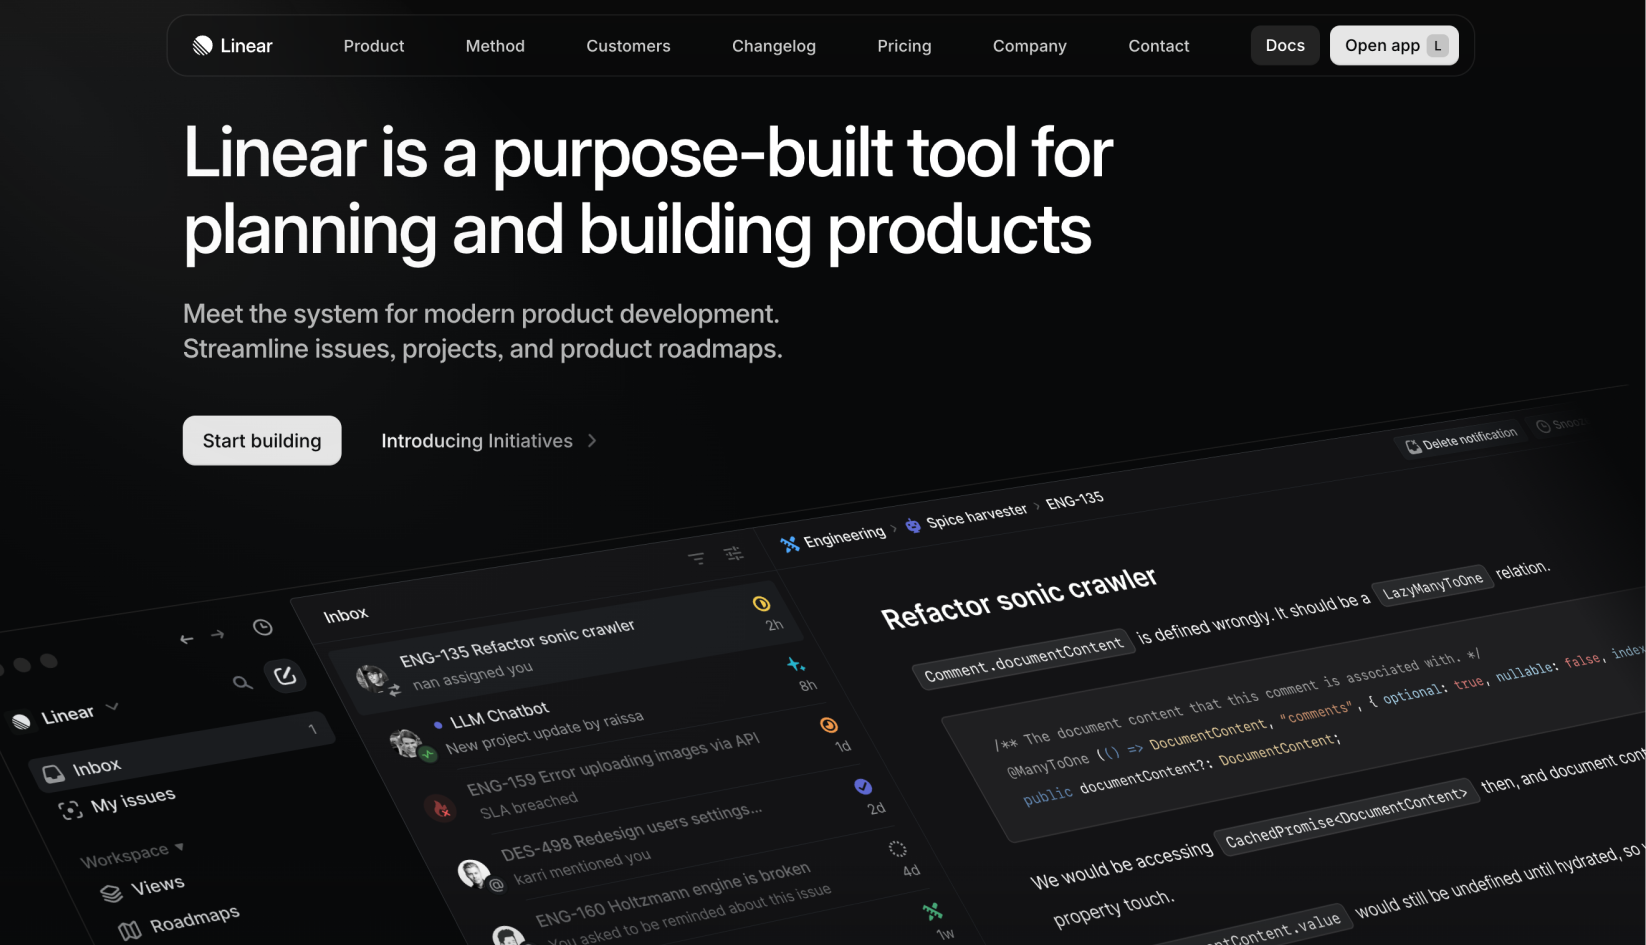 Linear
Product
Method
Customers
Changelog
Pricing
Company
Contact
Docs
Open app L
Linear is a purpose-built tool for
planning and building products
Meet the system for modern product development.
Streamline issues, projects, and product roadmaps.
Start building
Introducing Initiatives
Linear
Inbox 1
My issues
Workspace
Views
Roadmaps
Inbox
ENG-135 Refactor sonic crawler
nan assigned you
2h
LLM Chatbot
New project update by raissa
8h
ENG-159 Error uploading images via API
SLA breached
1d
DES-498 Redesign users settings...
karri mentioned you
2d
ENG-160 Holtzmann engine is broken
You asked to be reminded about this issue
4d
1w
Engineering › Spice harvester › ENG-135
Delete notification
Refactor sonic crawler
Comment.documentContent is defined wrongly. It should be a LazyManyToOne relation.
/** The document content that this comment is associated with. */
@ManyToOne (() => DocumentContent, "comments", { optional: true, nullable: false, index
public documentContent?: DocumentContent;
We would be accessing CachedPromise<DocumentContent> then, and document
property touch.
would still be undefined until hydrated, so